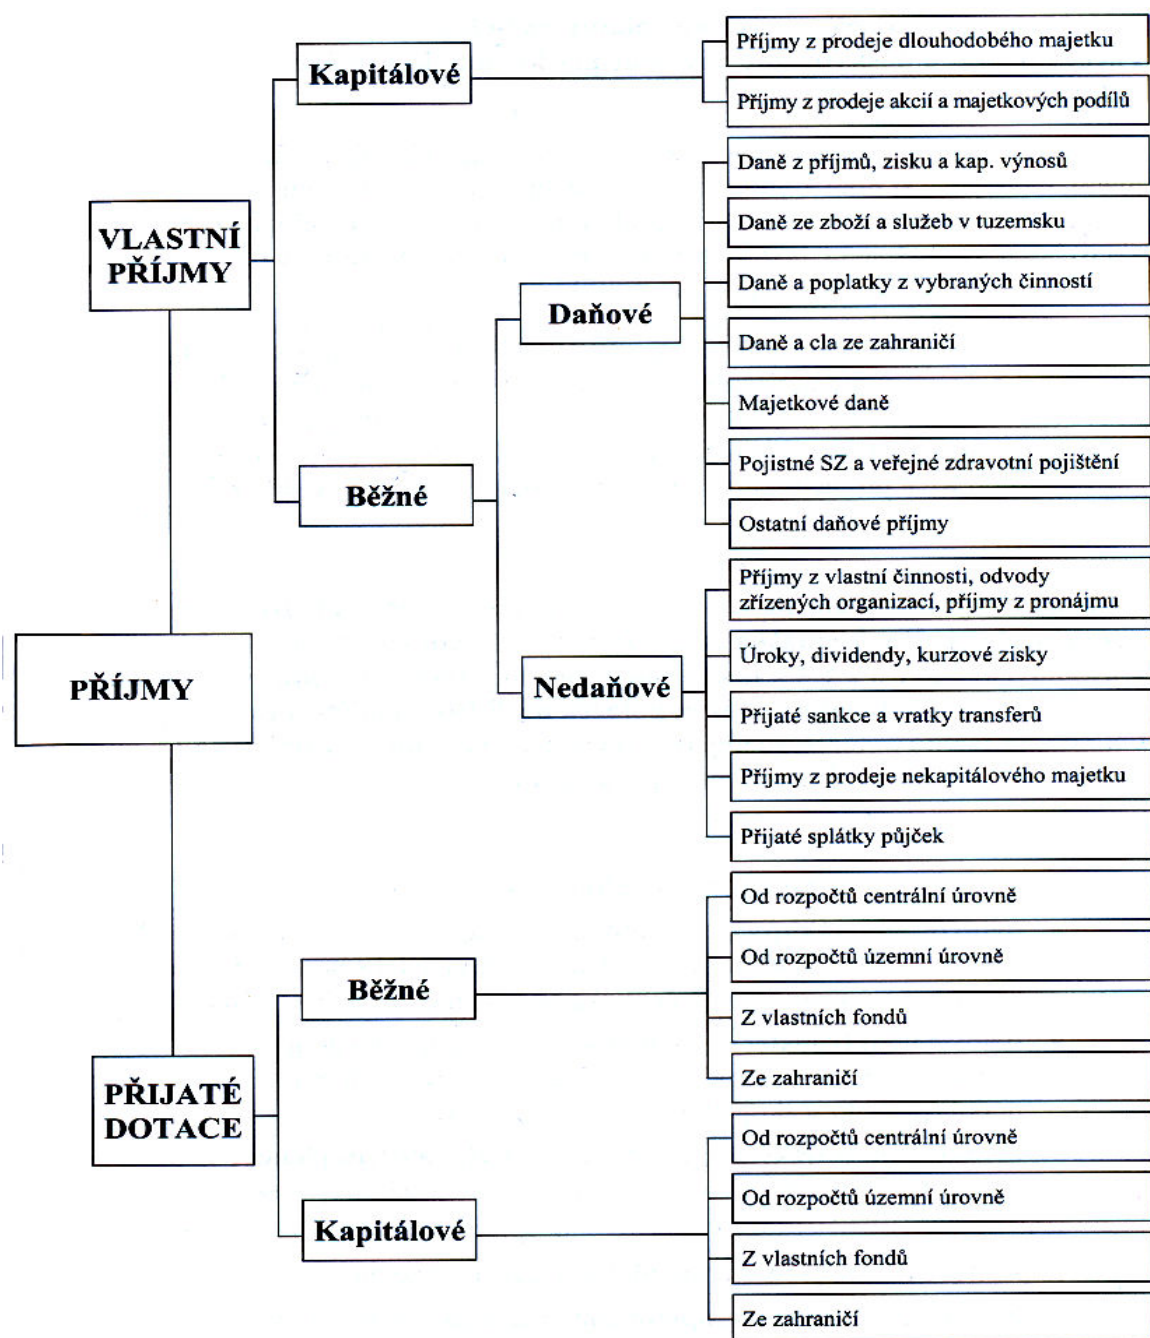 Příjmy z prodeje dlouhodobého majetku
Kapitálové
Příjmy z prodeje akcií a majetkových podílů
Daně z příjmů, zisku a kap. výnosů
VLASTNÍ
PŘÍJMY
Daně ze zboží a služeb v tuzemsku
Daně a poplatky z vybraných činností
Daňové
Daně a cla ze zahraničí
Majetkové daně
Běžné
Pojistné SZ a veřejné zdravotní pojištění
Ostatní daňové příjmy
Příjmy z vlastní činnosti, odvody
zřízených organizací, příjmy z pronájmu
PŘÍJMY
Nedaňové
Úroky, dividendy, kurzové zisky
Přijaté sankce a vratky transferů
Příjmy z prodeje nekapitálového majetku
Přijaté splátky půjček
Od rozpočtů centrální úrovně
Běžné
Od rozpočtů územní úrovně
Z vlastních fondů
Ze zahraničí
PŘIJATÉ
DOTACE
Od rozpočtů centrální úrovně
Kapitálové
Od rozpočtů územní úrovně
Z vlastních fondů
Ze zahraničí